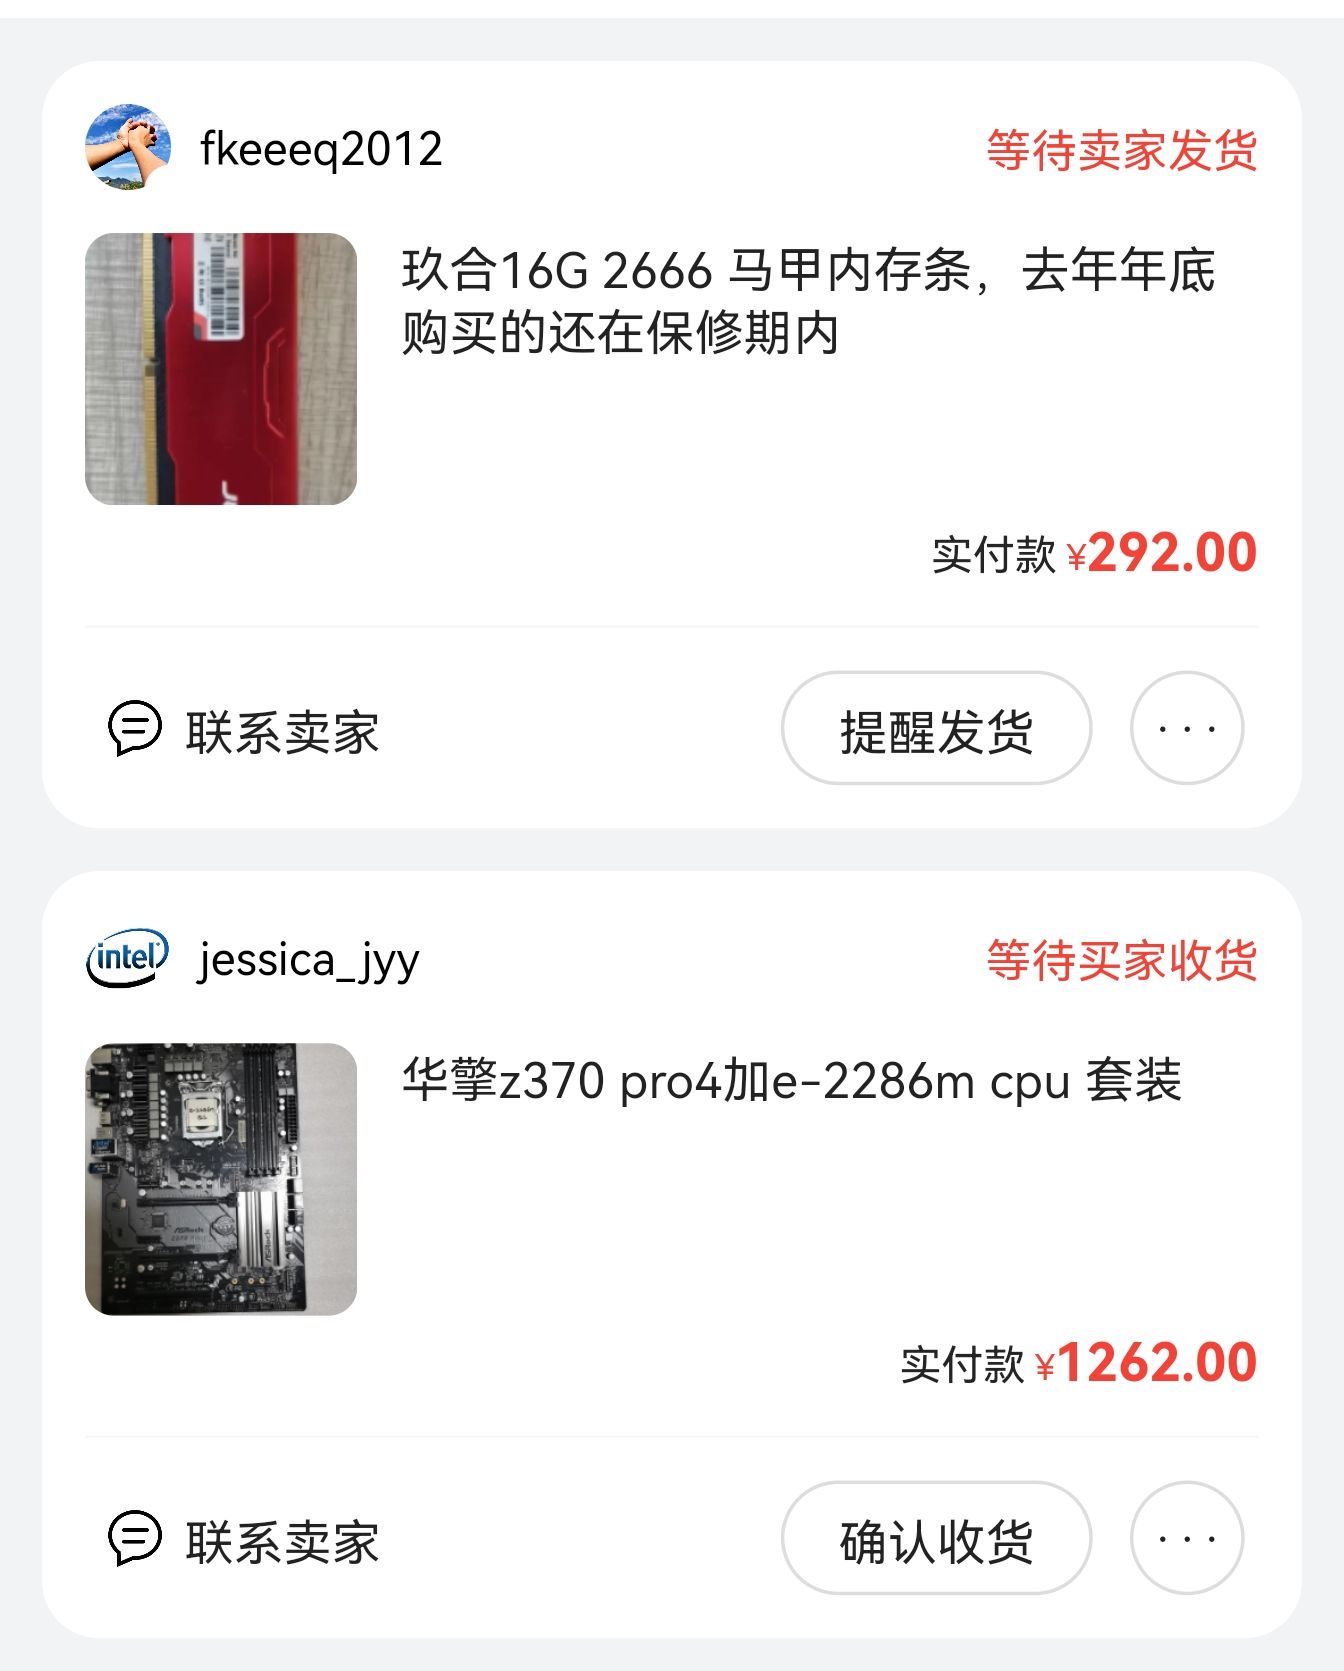 fkeeeq2012
等待卖家发货
玖合16G 2666 马甲内存条，去年年底
购买的还在保修期内
实付款 ¥292.00
联系卖家
提醒发货
···
intel
jessica_jyy
等待买家收货
华擎z370 pro4加e-2286m cpu 套装
ASRock
ASRock
实付款 ¥1262.00
联系卖家
确认收货
···